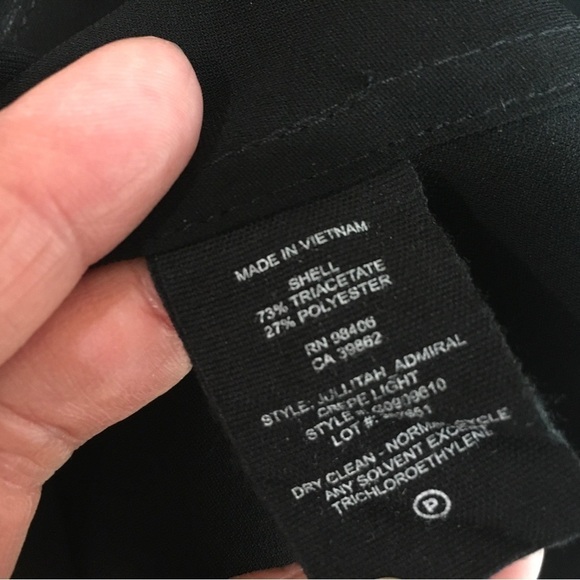 MADE IN VIETNAM
SHELL
73% TRIACETATE
27% POLYESTER
RN 98406
CA 39862
STYLE: JULLITAH_ADMIRAL
CREPE LIGHT
STYLE
LOT #:
DRY CLEAN - NORMAL
ANY SOLVENT EXCEPT
TRICHLOROETHYLENE
P